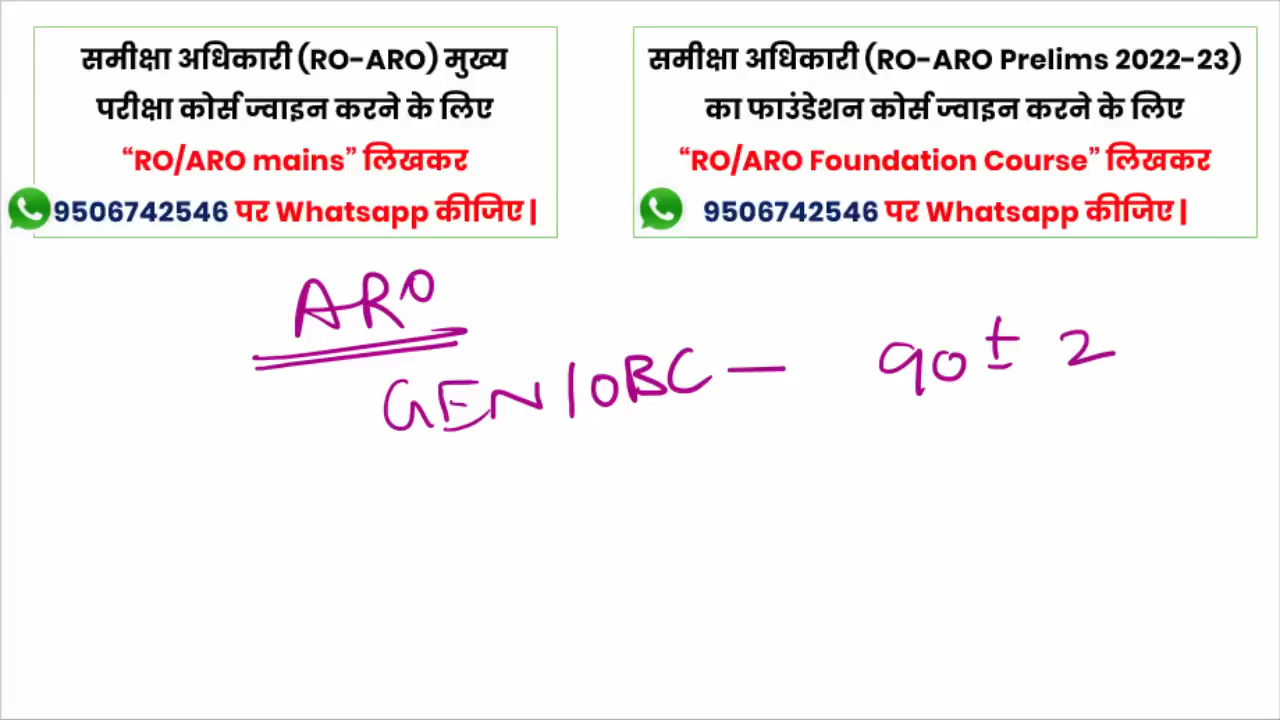 समीक्षा अधिकारी (RO-ARO) मुख्य
परीक्षा कोर्स ज्वाइन करने के लिए
“RO/ARO mains” लिखकर
9506742546 पर Whatsapp कीजिए |
समीक्षा अधिकारी (RO-ARO Prelims 2022-23)
का फाउंडेशन कोर्स ज्वाइन करने के लिए
“RO/ARO Foundation Course” लिखकर
9506742546 पर Whatsapp कीजिए |
ARO
GEN/OBC — 90 ± 2